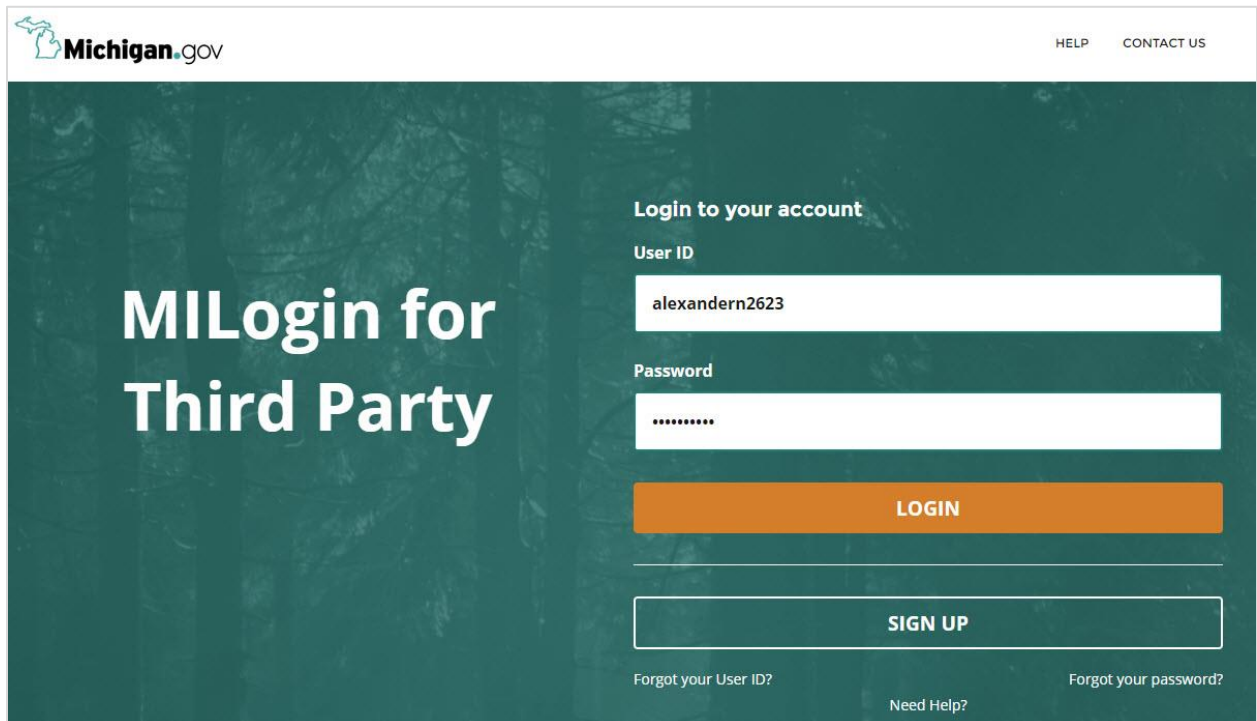 Michigan.gov
HELP CONTACT US
MILogin for
Third Party
Login to your account
User ID
alexandern2623
Password
••••••••••
LOGIN
SIGN UP
Forgot your User ID? Forgot your password?
Need Help?